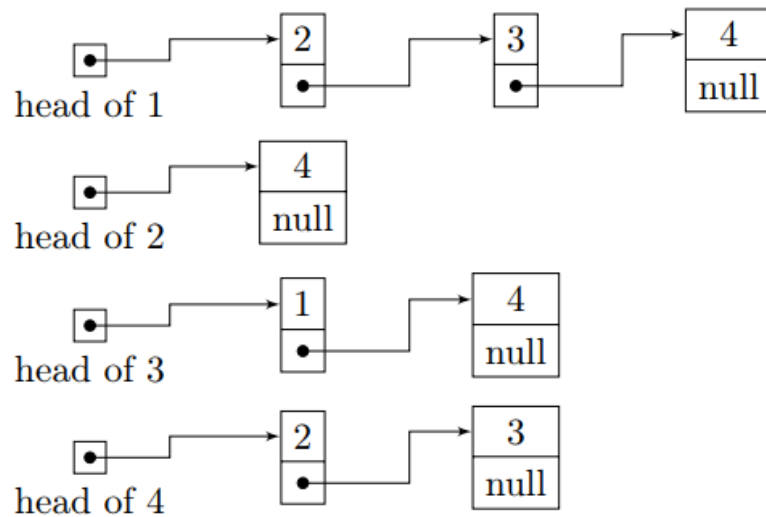 2 3 4
null
head of 1
4
null
head of 2
1 4
null
head of 3
2 3
null
head of 4